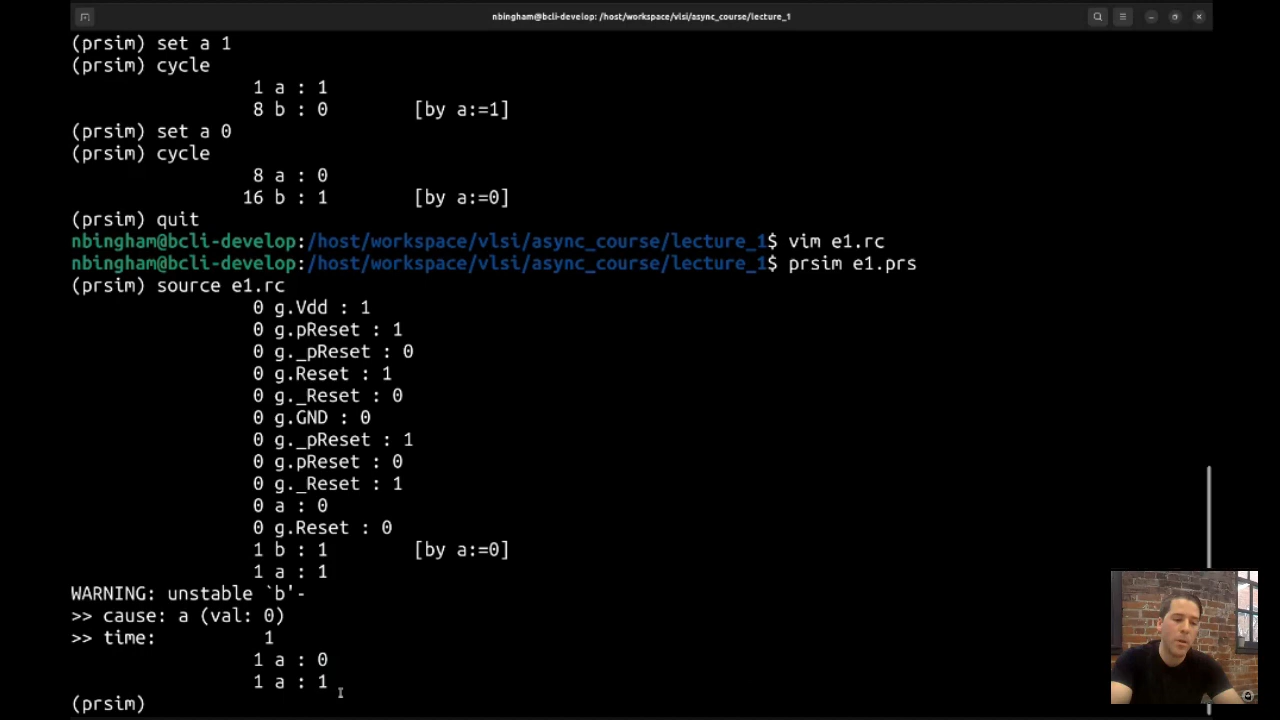 nbingham@bcli-develop: /host/workspace/vlsi/async_course/lecture_1
(prsim) set a 1
(prsim) cycle
1 a : 1
8 b : 0 [by a:=1]
(prsim) set a 0
(prsim) cycle
8 a : 0
16 b : 1 [by a:=0]
(prsim) quit
nbingham@bcli-develop:/host/workspace/vlsi/async_course/lecture_1$ vim e1.rc
nbingham@bcli-develop:/host/workspace/vlsi/async_course/lecture_1$ prsim e1.prs
(prsim) source e1.rc
0 g.Vdd : 1
0 g.pReset : 1
0 g._pReset : 0
0 g.Reset : 1
0 g._Reset : 0
0 g.GND : 0
0 g._pReset : 1
0 g.pReset : 0
0 g._Reset : 1
0 a : 0
0 g.Reset : 0
1 b : 1 [by a:=0]
1 a : 1
WARNING: unstable `b'-
>> cause: a (val: 0)
>> time: 1
1 a : 0
1 a : 1
(prsim)